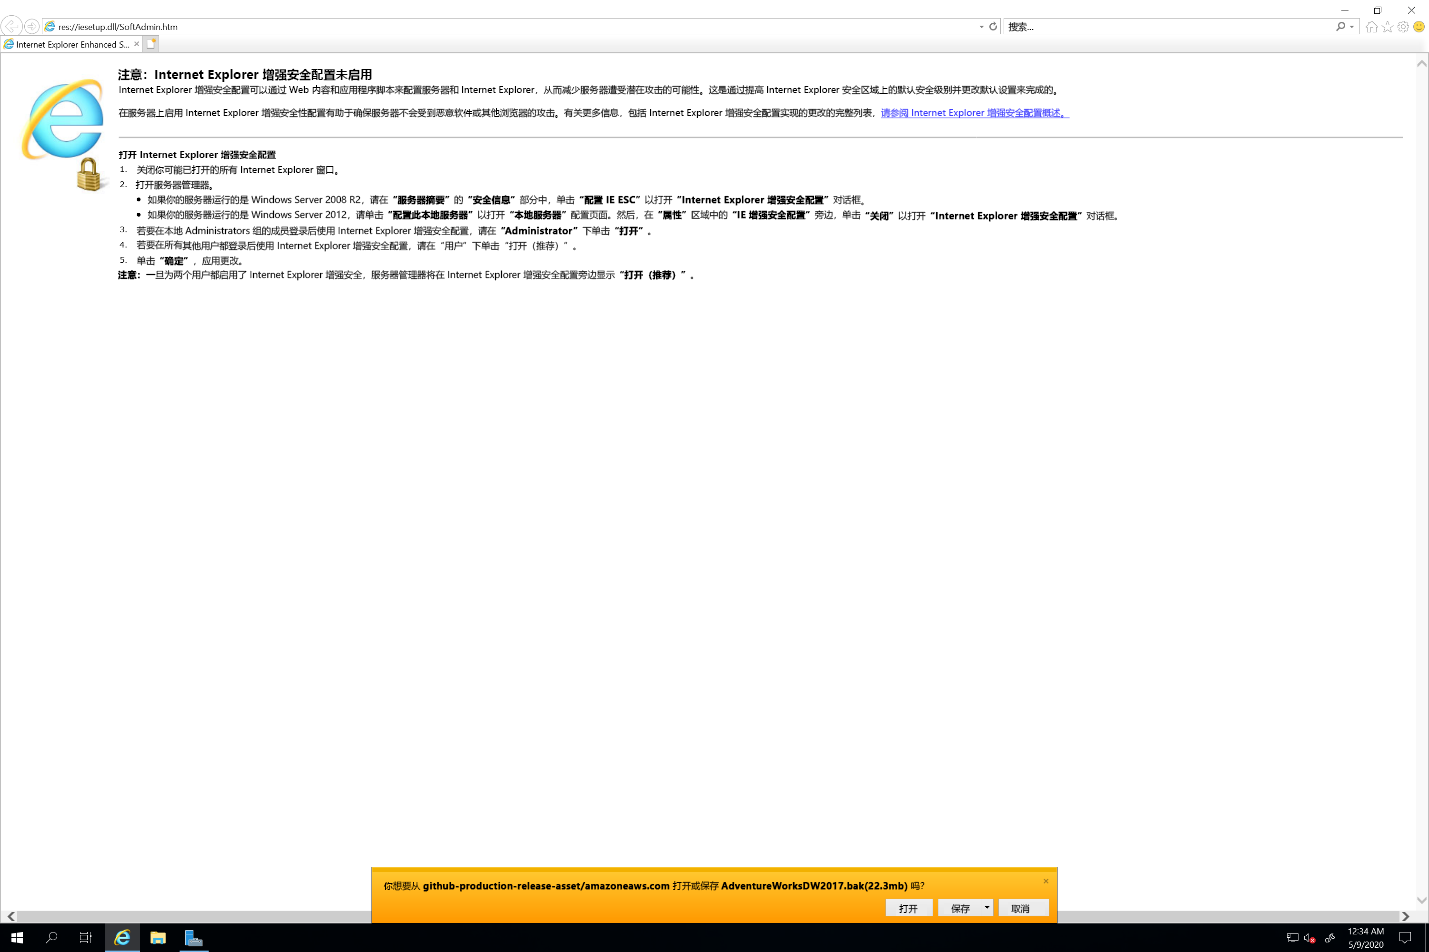 res://iesetup.dll/SoftAdmin.htm
搜索...
Internet Explorer Enhanced S...
注意：Internet Explorer 增强安全配置未启用
Internet Explorer 增强安全配置可以通过 Web 内容和应用程序脚本来配置服务器和 Internet Explorer，从而减少服务器遭受潜在攻击的可能性。这是通过提高 Internet Explorer 安全区域上的默认安全级别并更改默认设置来完成的。
在服务器上启用 Internet Explorer 增强安全性配置有助于确保服务器不会受到恶意软件或其他浏览器的攻击。有关更多信息，包括 Internet Explorer 增强安全配置实现的更改的完整列表，请参阅 Internet Explorer 增强安全配置概述。
打开 Internet Explorer 增强安全配置
1. 关闭你可能已打开的所有 Internet Explorer 窗口。
2. 打开服务器管理器。
• 如果你的服务器运行的是 Windows Server 2008 R2，请在“服务器摘要”的“安全信息”部分中，单击“配置 IE ESC”以打开“Internet Explorer 增强安全配置”对话框。
• 如果你的服务器运行的是 Windows Server 2012，请单击“配置此本地服务器”以打开“本地服务器”配置页面。然后，在“属性”区域中的“IE 增强安全配置”旁边，单击“关闭”以打开“Internet Explorer 增强安全配置”对话框。
3. 若要在本地 Administrators 组的成员登录后使用 Internet Explorer 增强安全配置，请在“Administrator”下单击“打开”。
4. 若要在所有其他用户都登录后使用 Internet Explorer 增强安全配置，请在“用户”下单击“打开（推荐）”。
5. 单击“确定”，应用更改。
注意：一旦为两个用户都启用了 Internet Explorer 增强安全，服务器管理器将在 Internet Explorer 增强安全配置旁边显示“打开（推荐）”。
你想要从 github-production-release-asset/amazoneaws.com 打开或保存 AdventureWorksDW2017.bak(22.3mb) 吗?
打开 保存 取消
12:34 AM
5/9/2020